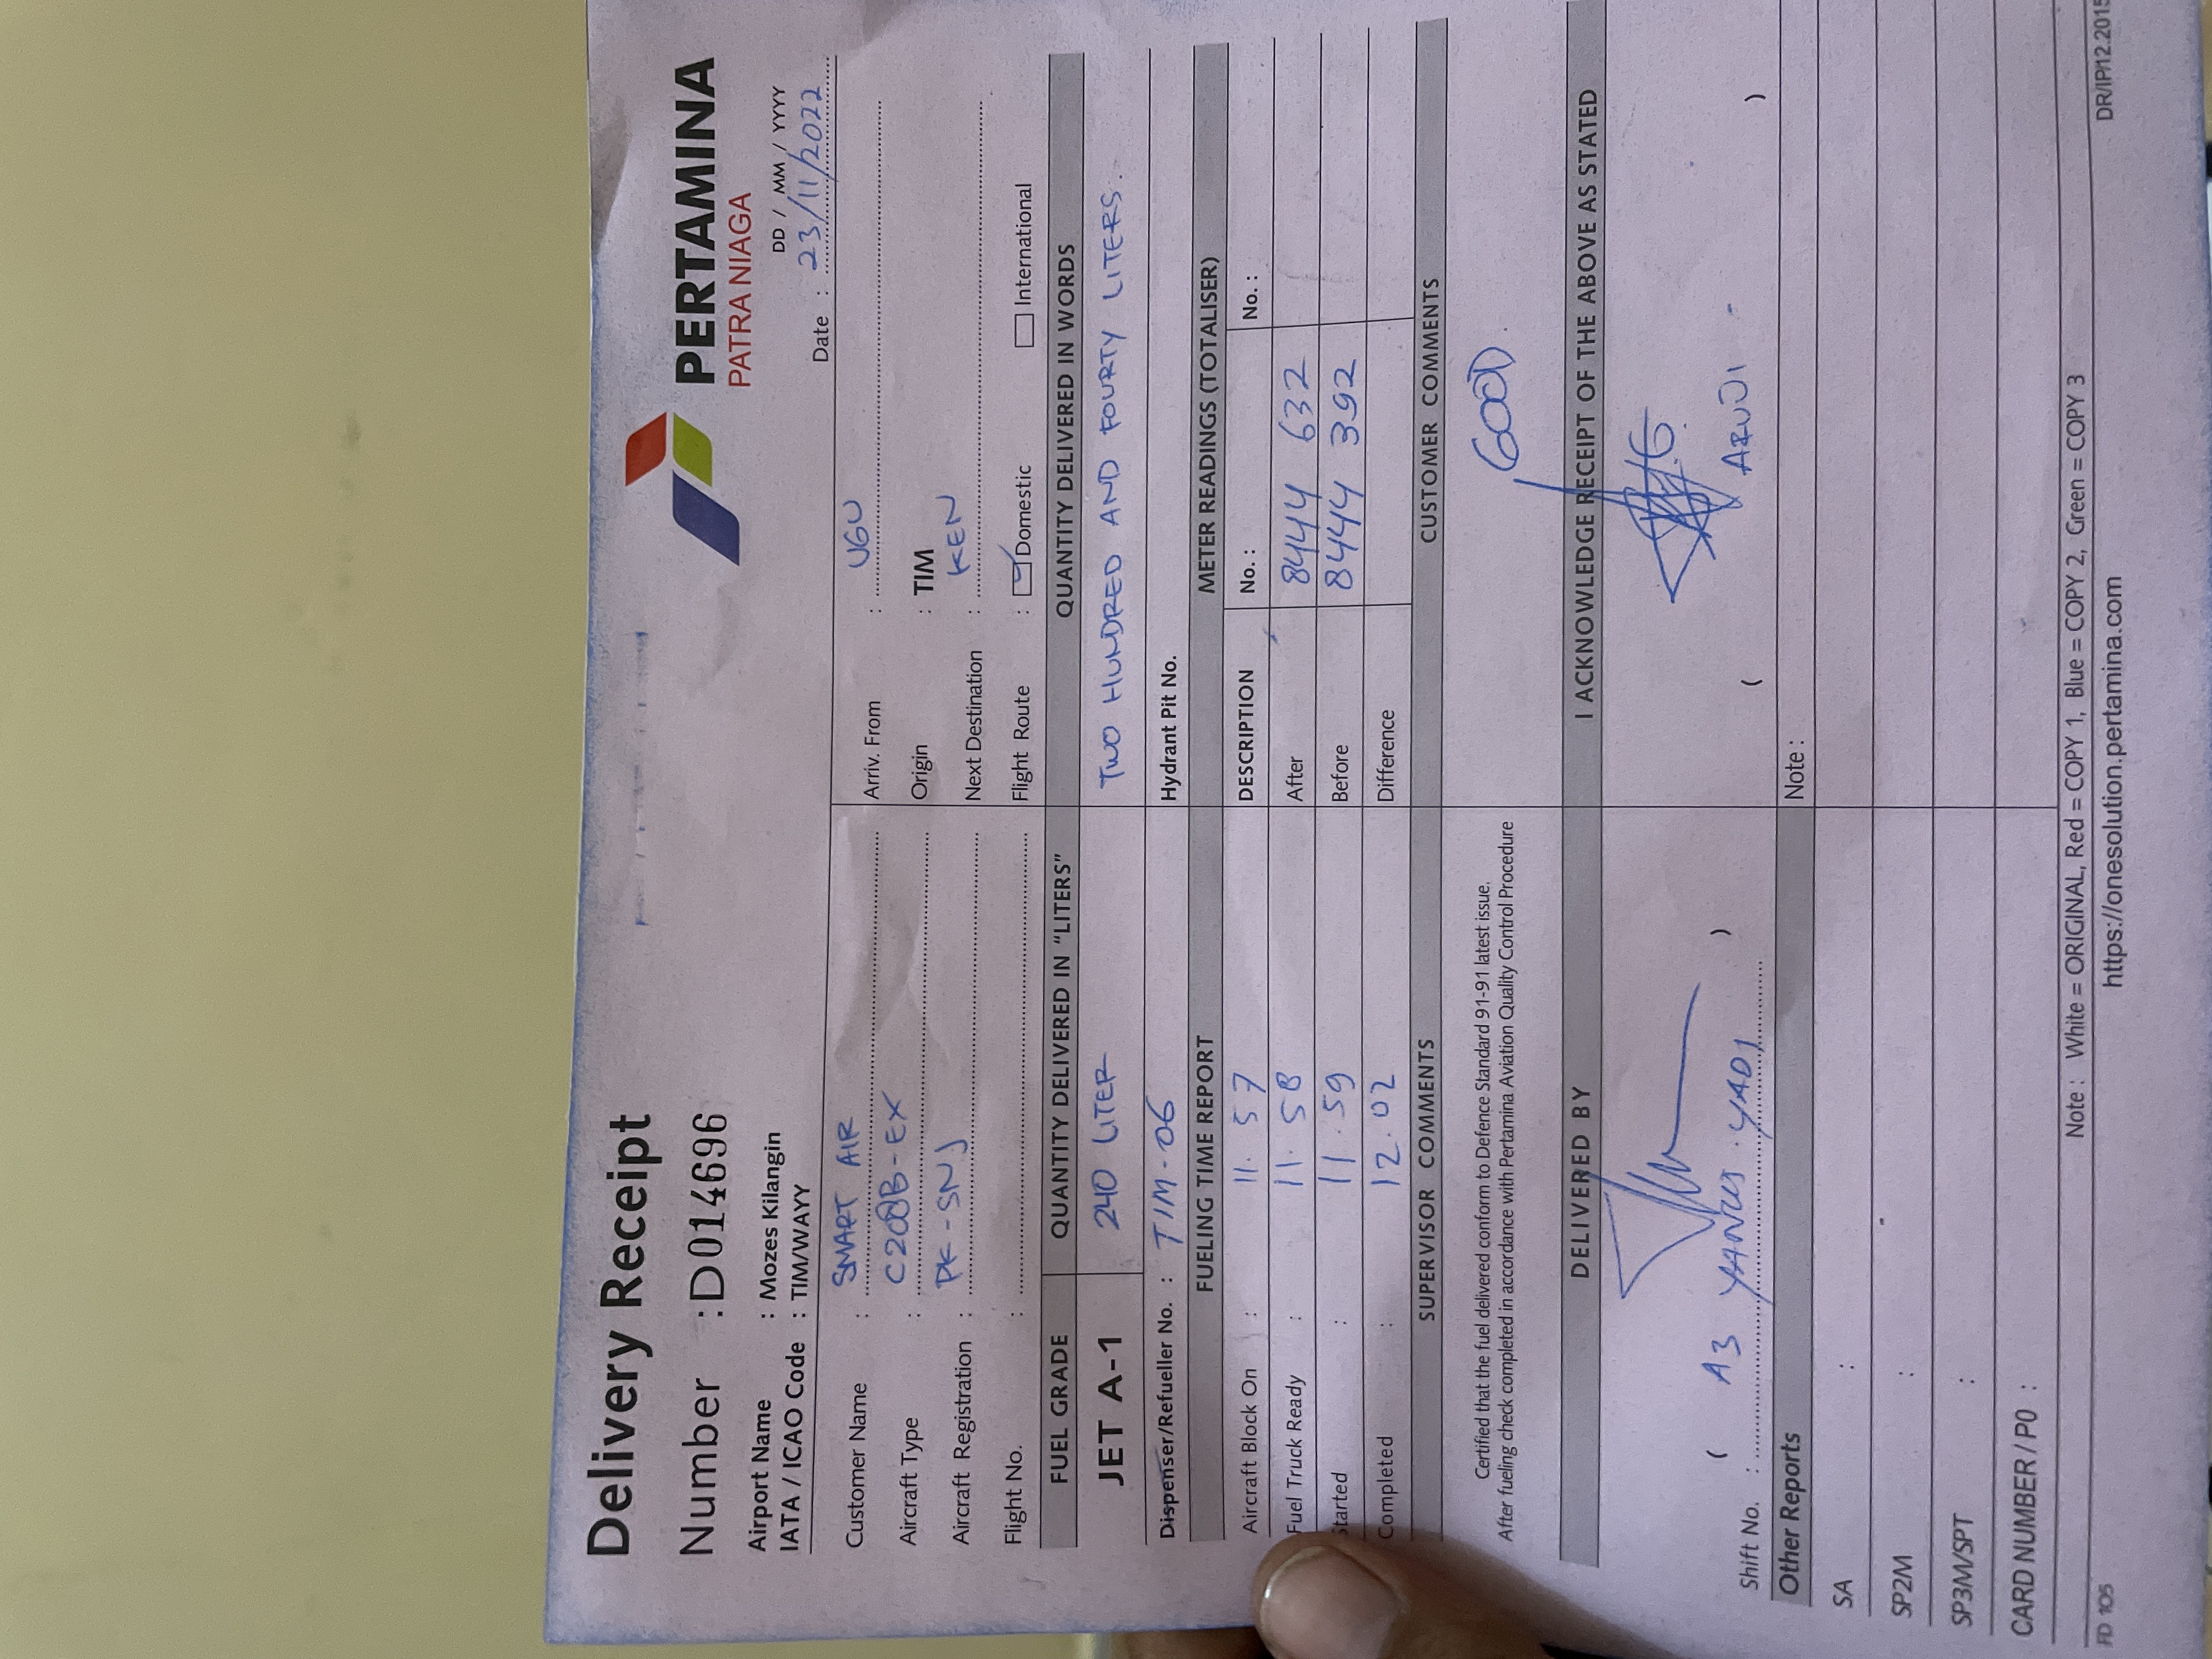 Delivery Receipt
PERTAMINA
PATRA NIAGA
Number : D014696
Airport Name : Mozes Kilangin
IATA / ICAO Code : TIM/WAYY
DD / MM / YYYY
Date : 23/11/2022
Customer Name : SMART AIR
Arriv. From : UGU
Aircraft Type : C208B-EX
Origin : TIM
Aircraft Registration : PK-SNJ
Next Destination : KEN
Flight No. :
Flight Route : Domestic International
FUEL GRADE QUANTITY DELIVERED IN "LITERS" QUANTITY DELIVERED IN WORDS
JET A-1 240 LITER TWO HUNDRED AND FOURTY LITERS.
Dispenser/Refueller No. : TIM-06 Hydrant Pit No.
FUELING TIME REPORT METER READINGS (TOTALISER)
Aircraft Block On : 11.57 DESCRIPTION No. : No. :
Fuel Truck Ready : 11.58 After 8444 632
Started : 11.59 Before 8444 392
Completed : 12.02 Difference
SUPERVISOR COMMENTS CUSTOMER COMMENTS
Certified that the fuel delivered conform to Defence Standard 91-91 latest issue.
After fueling check completed in accordance with Pertamina Aviation Quality Control Procedure
GOOD.
DELIVERED BY I ACKNOWLEDGE RECEIPT OF THE ABOVE AS STATED
( )
Shift No. : A3
( ARUJI )
Other Reports Note :
SA :
SP2M :
SP3M/SPT :
CARD NUMBER / PO :
Note : White = ORIGINAL, Red = COPY 1, Blue = COPY 2, Green = COPY 3
FD 105 https://onesolution.pertamina.com DR/IP/12.2015